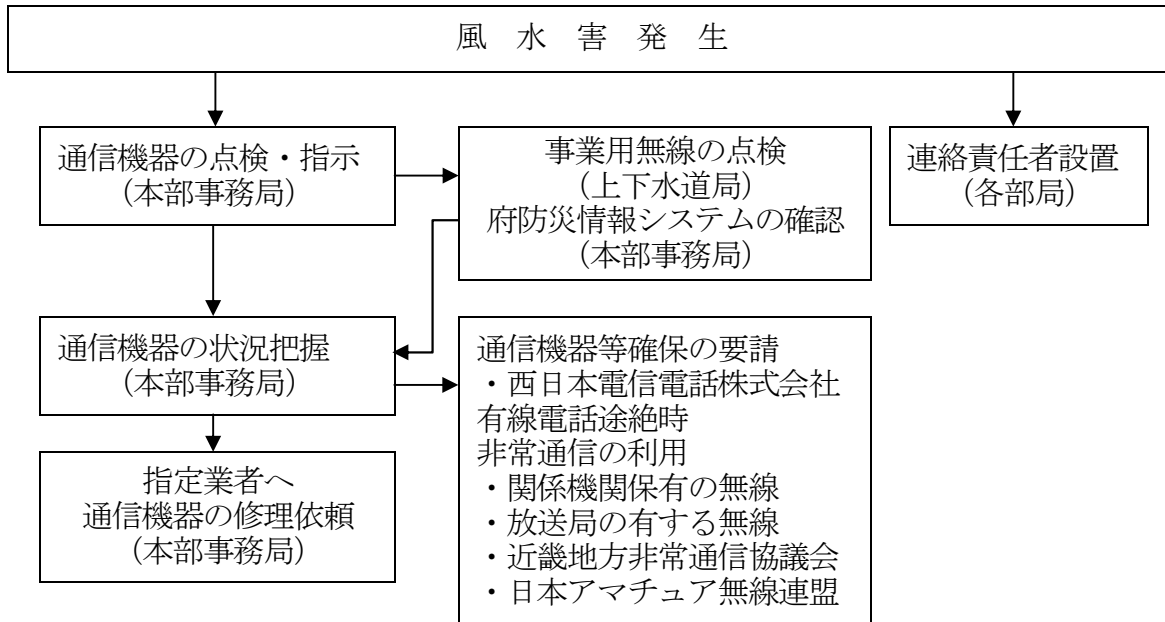 風水害発生
通信機器の点検・指示
（本部事務局）
事業用無線の点検
（上下水道局）
府防災情報システムの確認
（本部事務局）
連絡責任者設置
（各部局）
通信機器の状況把握
（本部事務局）
通信機器等確保の要請
・西日本電信電話株式会社
有線電話途絶時
非常通信の利用
・関係機関保有の無線
・放送局の有する無線
・近畿地方非常通信協議会
・日本アマチュア無線連盟
指定業者へ
通信機器の修理依頼
（本部事務局）